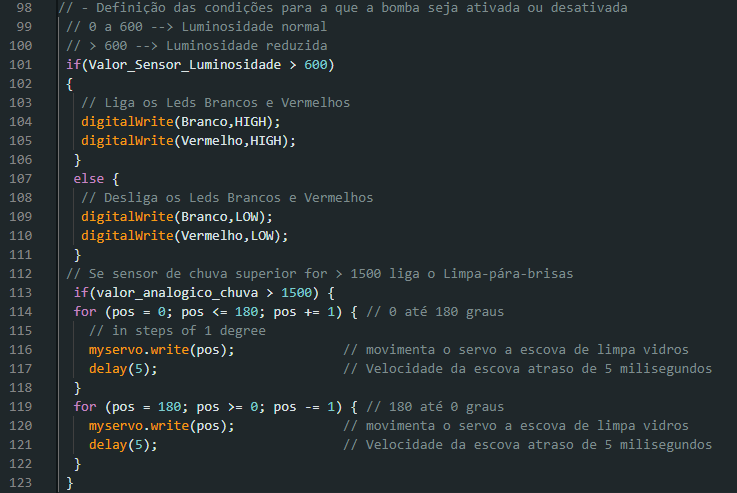 98 // - Definição das condições para a que a bomba seja ativada ou desativada
99 // 0 a 600 --> Luminosidade normal
100 // > 600 --> Luminosidade reduzida
101 if(Valor_Sensor_Luminosidade > 600)
102 {
103 // Liga os Leds Brancos e Vermelhos
104 digitalWrite(Branco,HIGH);
105 digitalWrite(Vermelho,HIGH);
106 }
107 else {
108 // Desliga os Leds Brancos e Vermelhos
109 digitalWrite(Branco,LOW);
110 digitalWrite(Vermelho,LOW);
111 }
112 // Se sensor de chuva superior for > 1500 liga o Limpa-pára-brisas
113 if(valor_analogico_chuva > 1500) {
114 for (pos = 0; pos <= 180; pos += 1) { // 0 até 180 graus
115 // in steps of 1 degree
116 myservo.write(pos); // movimenta o servo a escova de limpa vidros
117 delay(5); // Velocidade da escova atraso de 5 milisegundos
118 }
119 for (pos = 180; pos >= 0; pos -= 1) { // 180 até 0 graus
120 myservo.write(pos); // movimenta o servo a escova de limpa vidros
121 delay(5); // Velocidade da escova atraso de 5 milisegundos
122 }
123 }